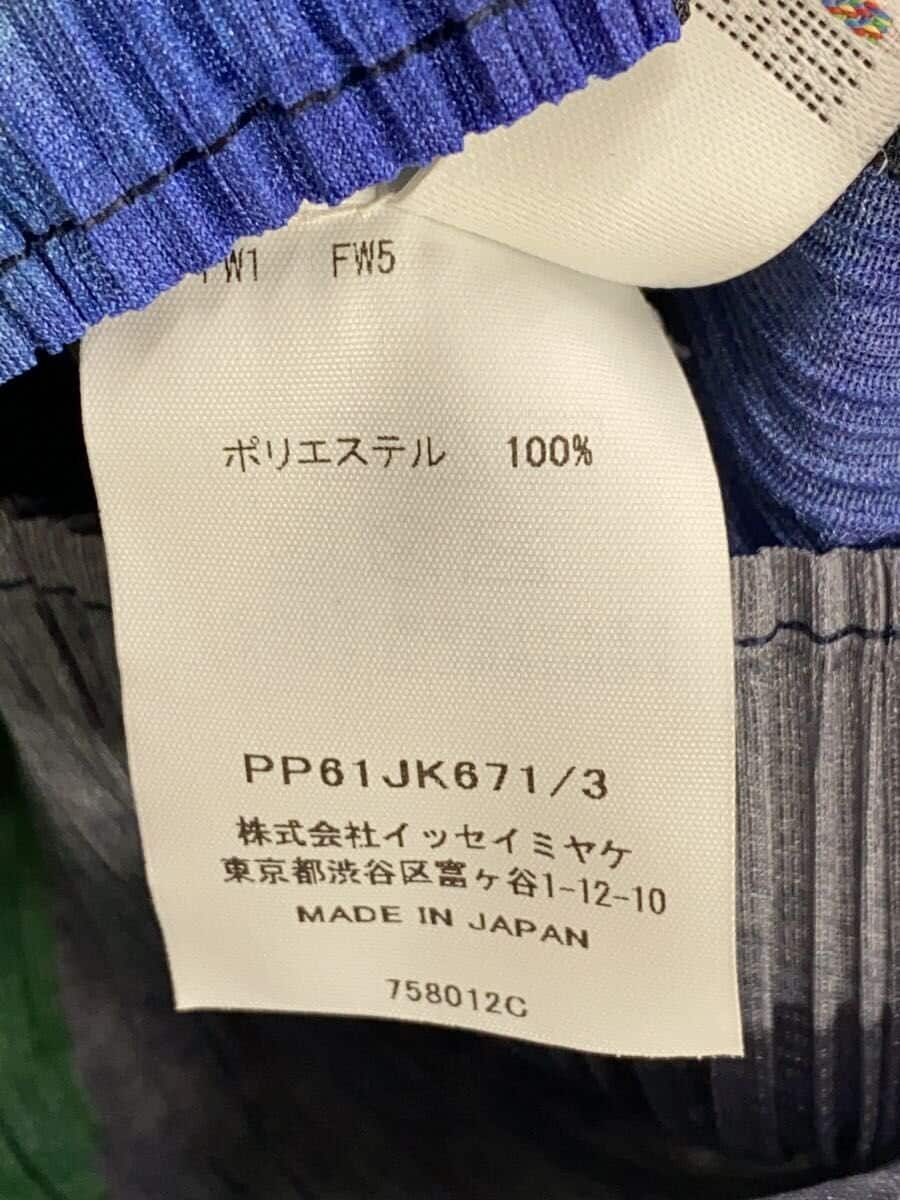 FW1 FW5
ポリエステル 100%
PP61JK671/3
株式会社イッセイミヤケ
東京都渋谷区富ヶ谷1-12-10
MADE IN JAPAN
758012C